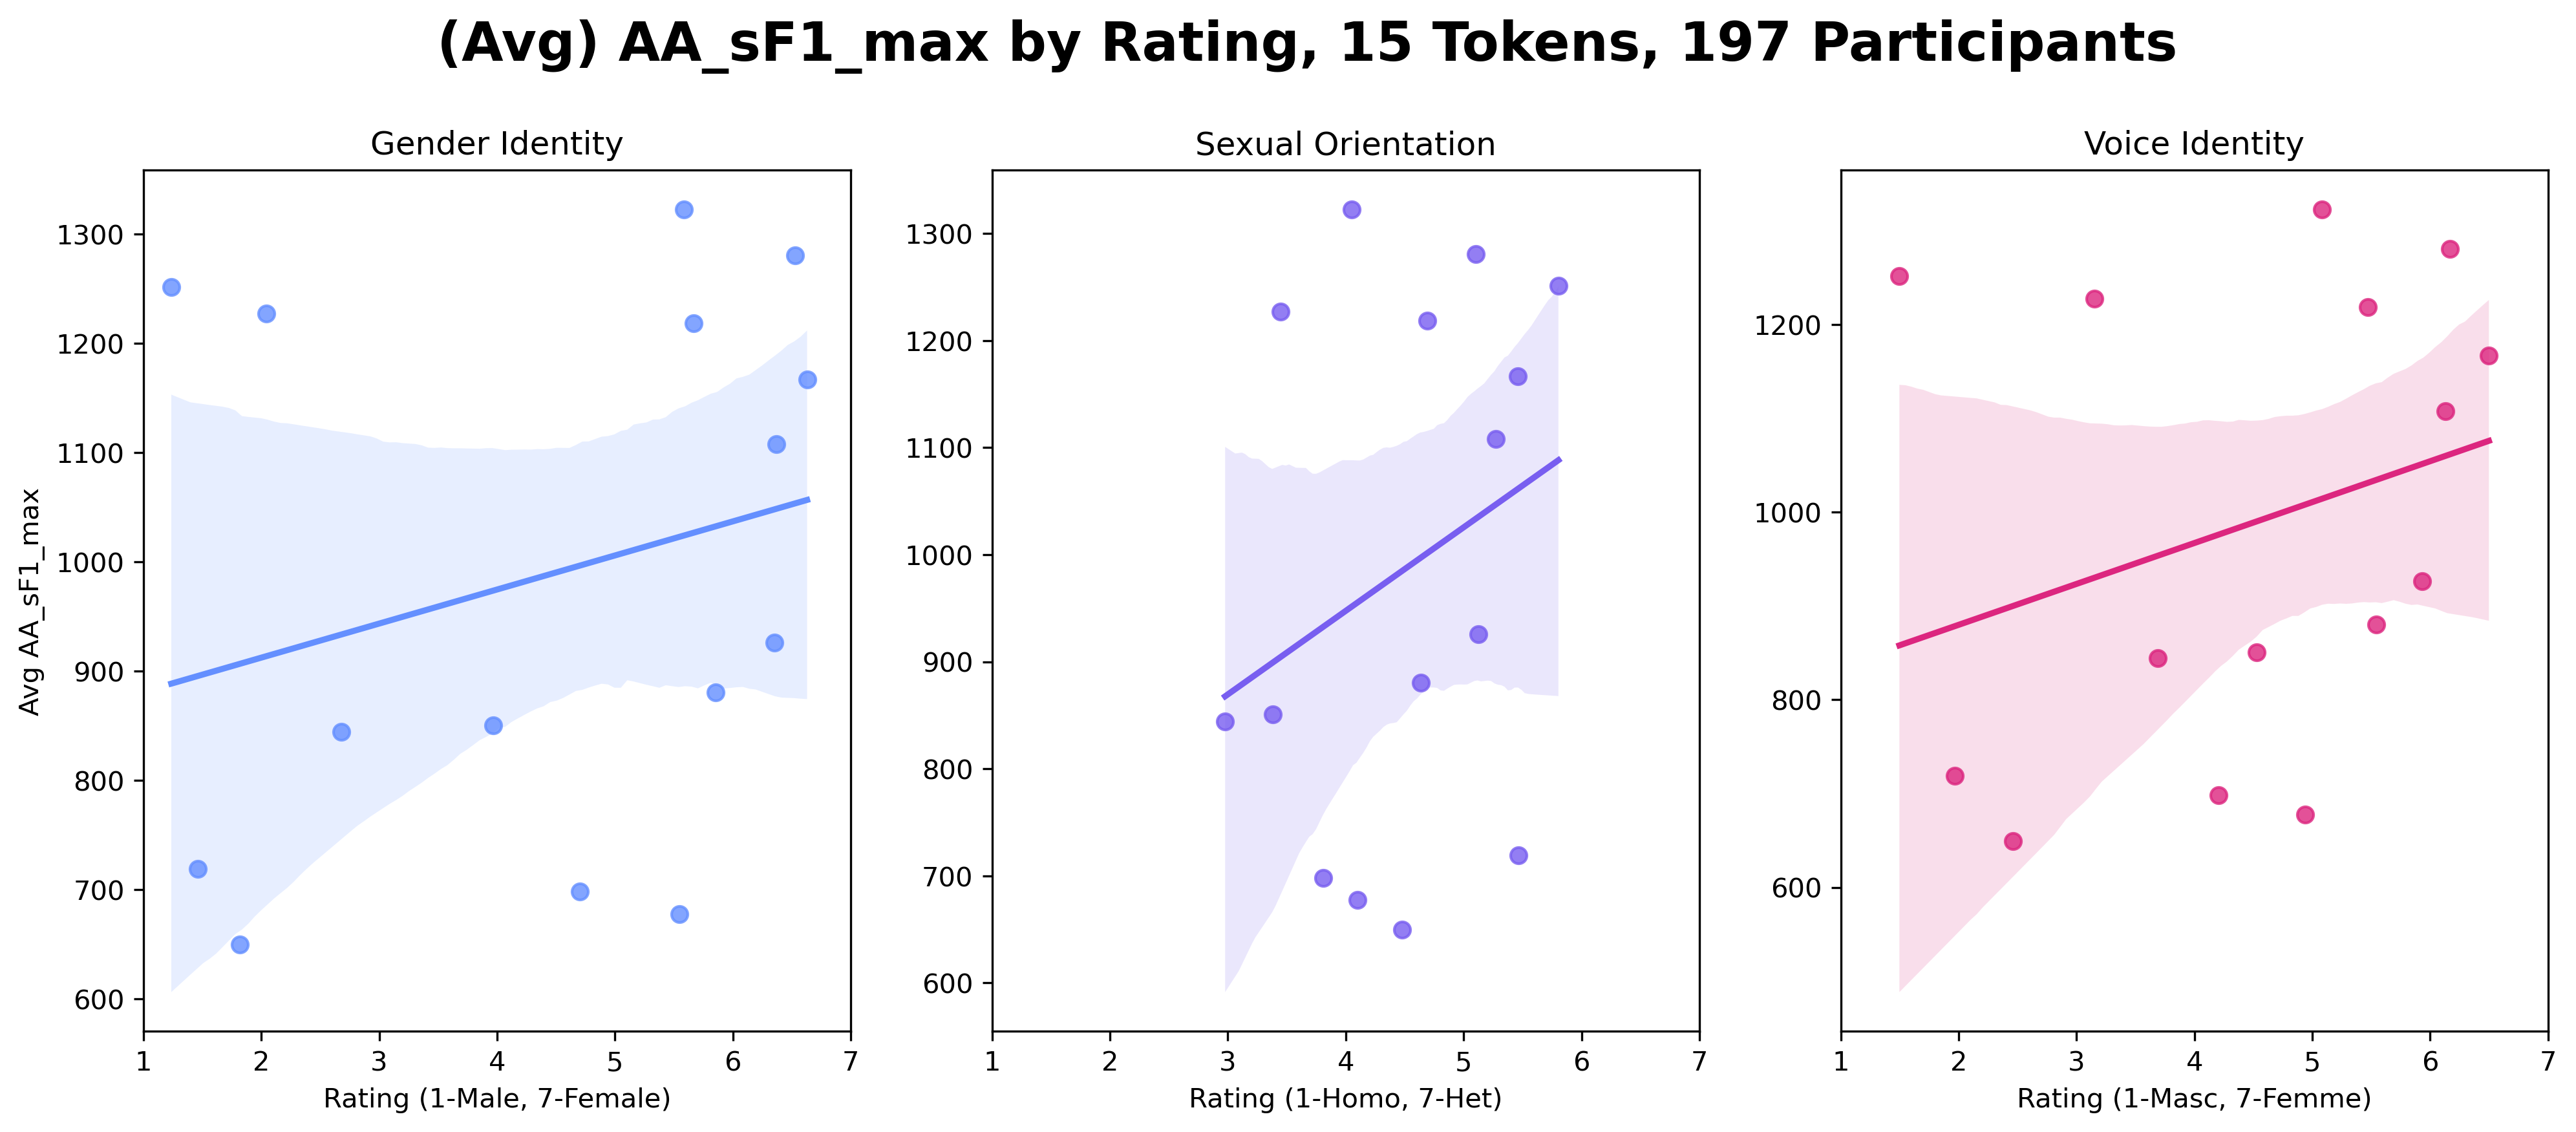 (Avg) AA_sF1_max by Rating, 15 Tokens, 197 Participants
Gender Identity
Avg AA_sF1_max
1300
1200
1100
1000
900
800
700
600
1 2 3 4 5 6 7
Rating (1-Male, 7-Female)
Sexual Orientation
1300
1200
1100
1000
900
800
700
600
1 2 3 4 5 6 7
Rating (1-Homo, 7-Het)
Voice Identity
1200
1000
800
600
1 2 3 4 5 6 7
Rating (1-Masc, 7-Femme)